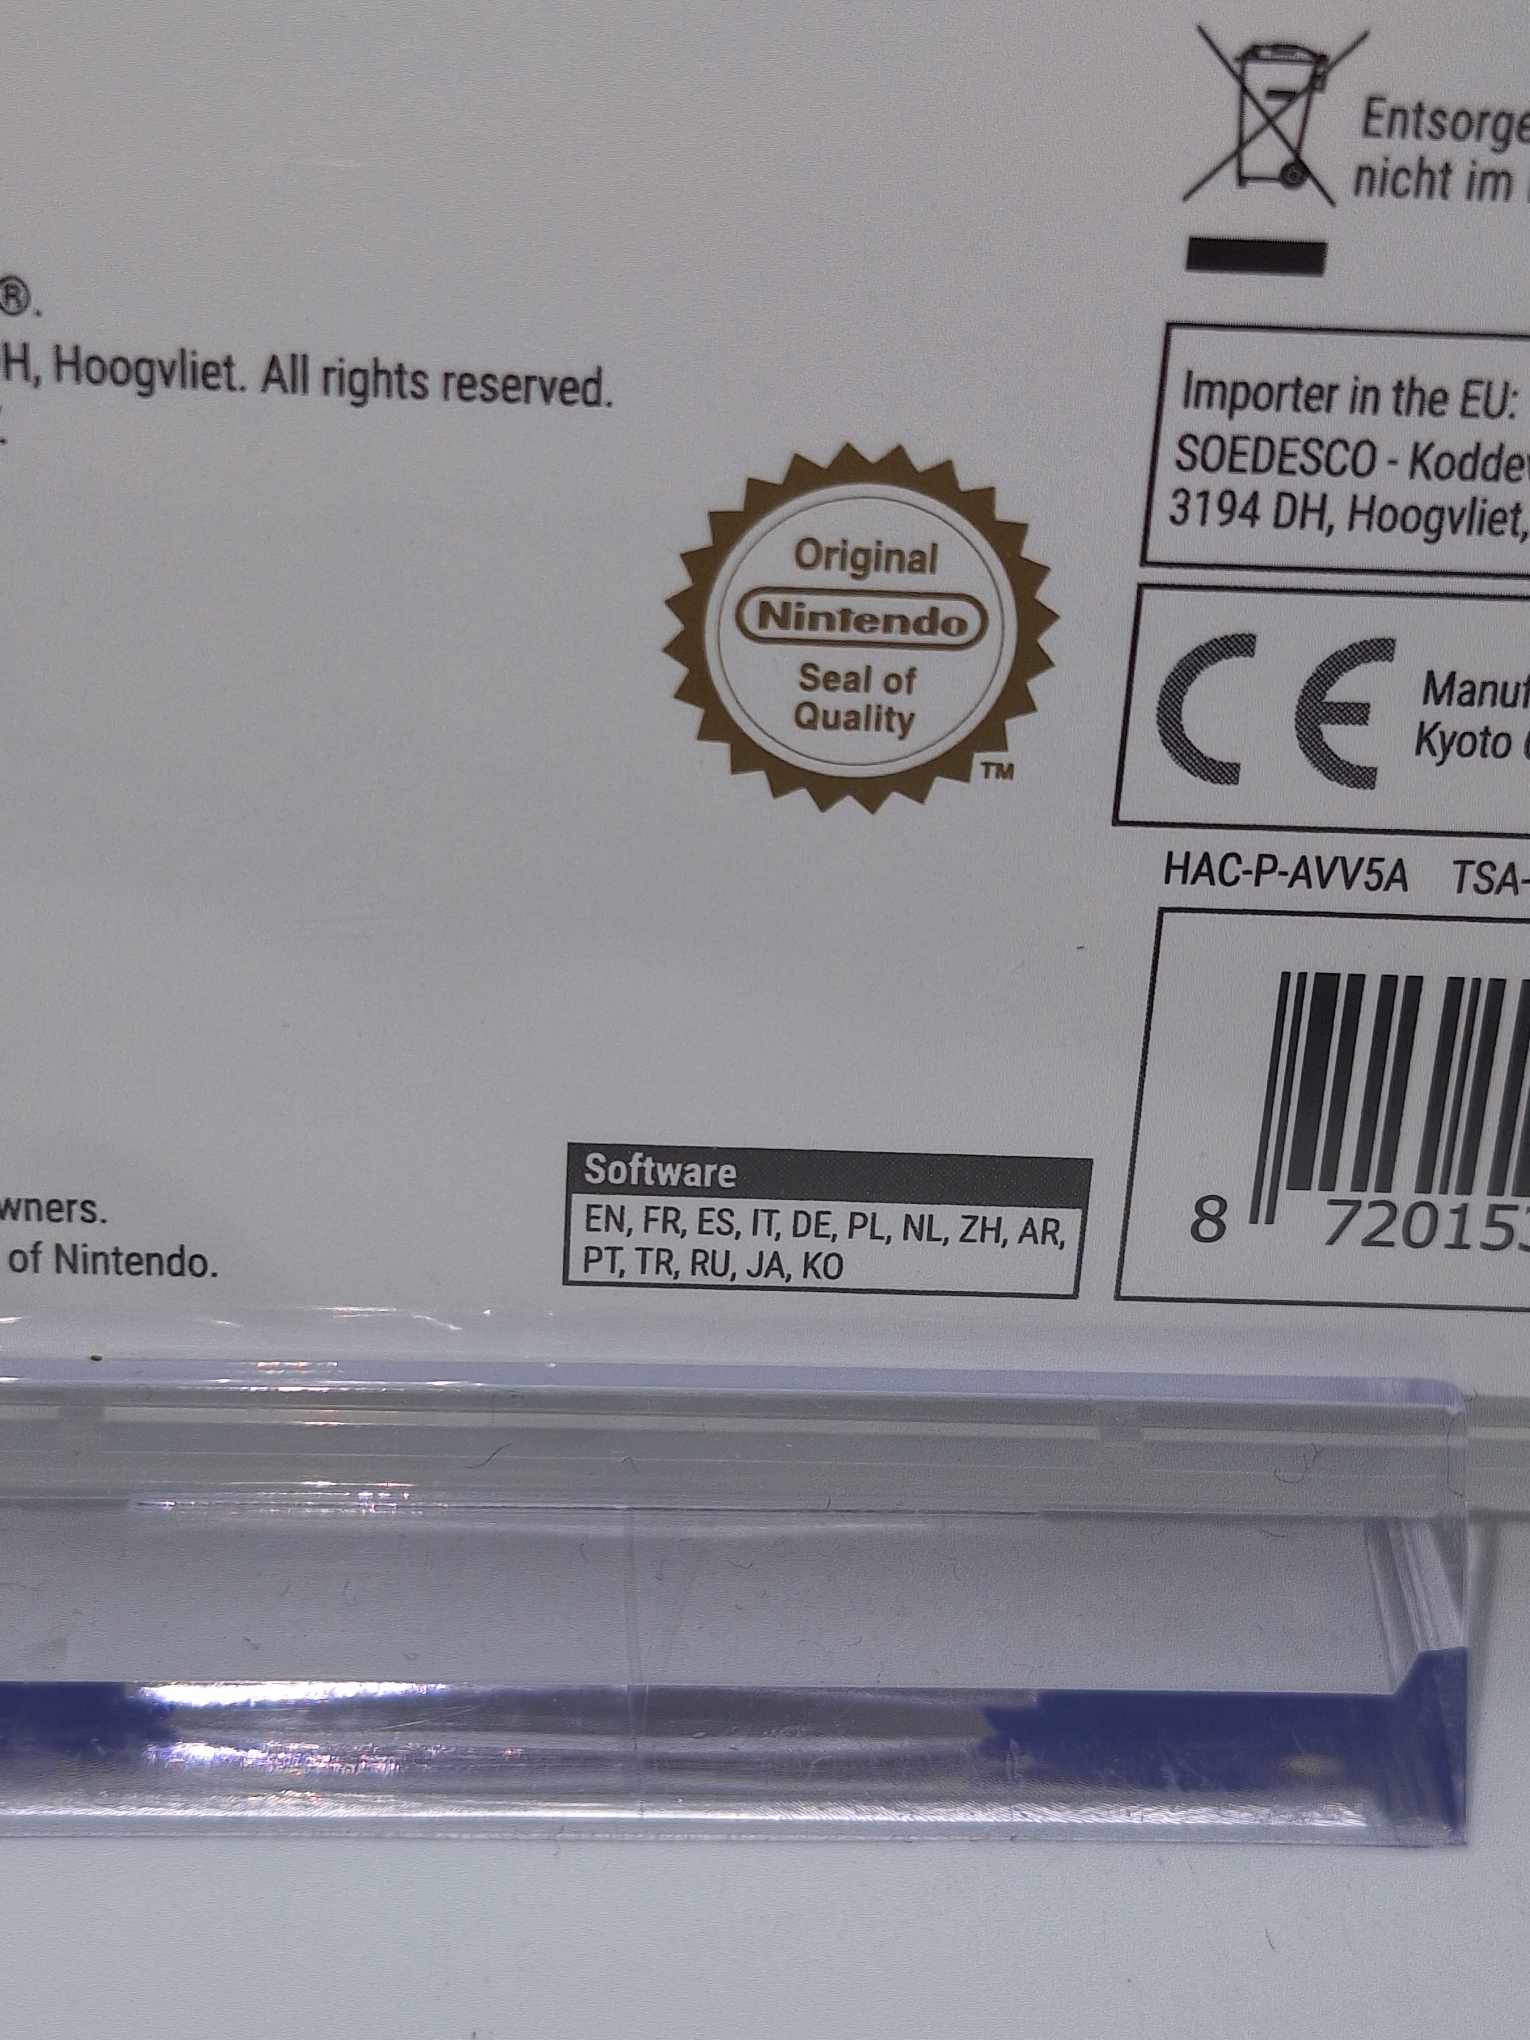 Entsorge
nicht im
®.
H, Hoogvliet. All rights reserved.
Importer in the EU:
SOEDESCO - Koddev
3194 DH, Hoogvliet,
Original
Nintendo
Seal of
Quality
TM
CE
Manuf
Kyoto
HAC-P-AVV5A TSA-
Software
EN, FR, ES, IT, DE, PL, NL, ZH, AR,
PT, TR, RU, JA, KO
8 72015
wners.
of Nintendo.